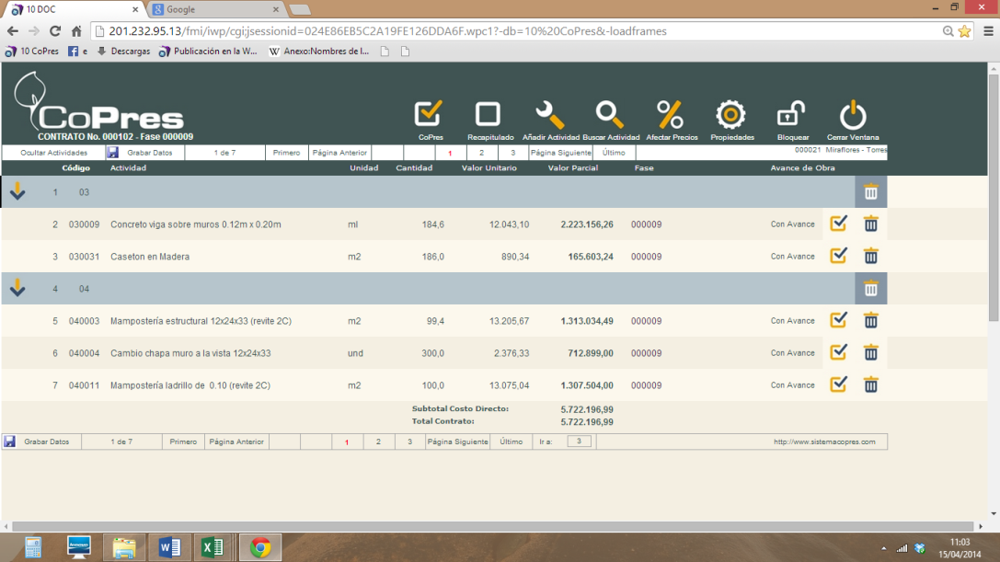 10 DOC
Google
201.232.95.13/fmi/iwp/cgi;jsessionid=024E86EB5C2A19FE126DDA6F.wpc1?-db=10%20CoPres&-loadframes
10 CoPres
e
Descargas
Publicación en la W...
Anexo:Nombres de l...
CoPres
CONTRATO No. 000102 - Fase 000009
CoPres
Recapitulado
Añadir Actividad
Buscar Actividad
Afectar Precios
Propiedades
Bloquear
Cerrar Ventana
Ocultar Actividades Grabar Datos 1 de 7 Primero Página Anterior 1 2 3 Página Siguiente Último 000021 Miraflores - Torres
Código Actividad Unidad Cantidad Valor Unitario Valor Parcial Fase Avance de Obra
1 03
2 030009 Concreto viga sobre muros 0.12m x 0.20m ml 184,6 12.043,10 2.223.156,26 000009 Con Avance
3 030031 Caseton en Madera m2 186,0 890,34 165.603,24 000009 Con Avance
4 04
5 040003 Mampostería estructural 12x24x33 (revite 2C) m2 99,4 13.205,67 1.313.034,49 000009 Con Avance
6 040004 Cambio chapa muro a la vista 12x24x33 und 300,0 2.376,33 712.899,00 000009 Con Avance
7 040011 Mampostería ladrillo de 0.10 (revite 2C) m2 100,0 13.075,04 1.307.504,00 000009 Con Avance
Subtotal Costo Directo: 5.722.196,99
Total Contrato: 5.722.196,99
Grabar Datos 1 de 7 Primero Página Anterior 1 2 3 Página Siguiente Último Ir a: 3 http://www.sistemacopres.com
11:03
15/04/2014